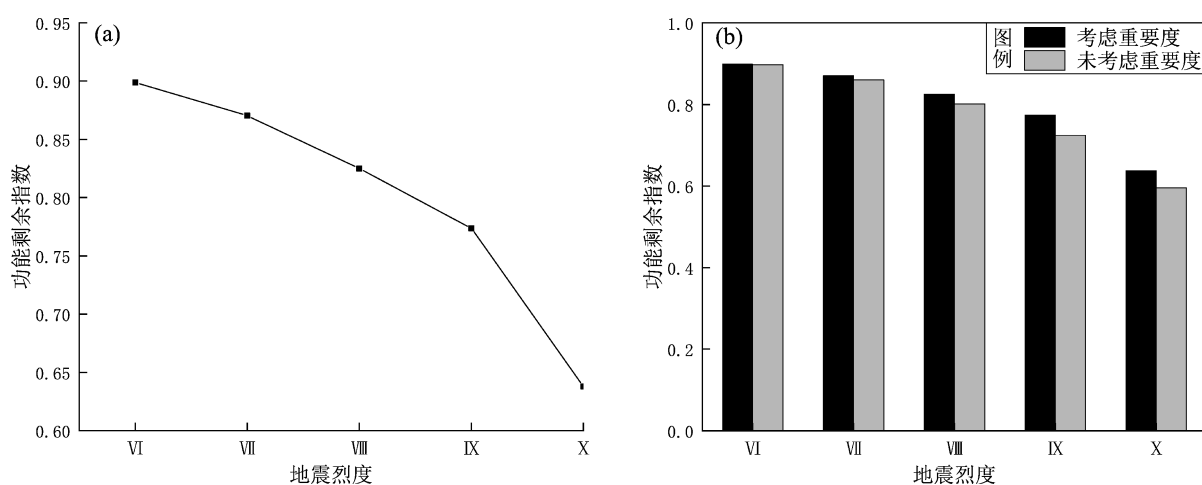 (a)
0.95
0.90
0.85
0.80
0.75
0.70
0.65
0.60
功能剩余指数
Ⅵ Ⅶ Ⅷ Ⅸ Ⅹ
地震烈度
(b)
图例
考虑重要度
未考虑重要度
1.0
0.8
0.6
0.4
0.2
0.0
功能剩余指数
Ⅵ Ⅶ Ⅷ Ⅸ Ⅹ
地震烈度